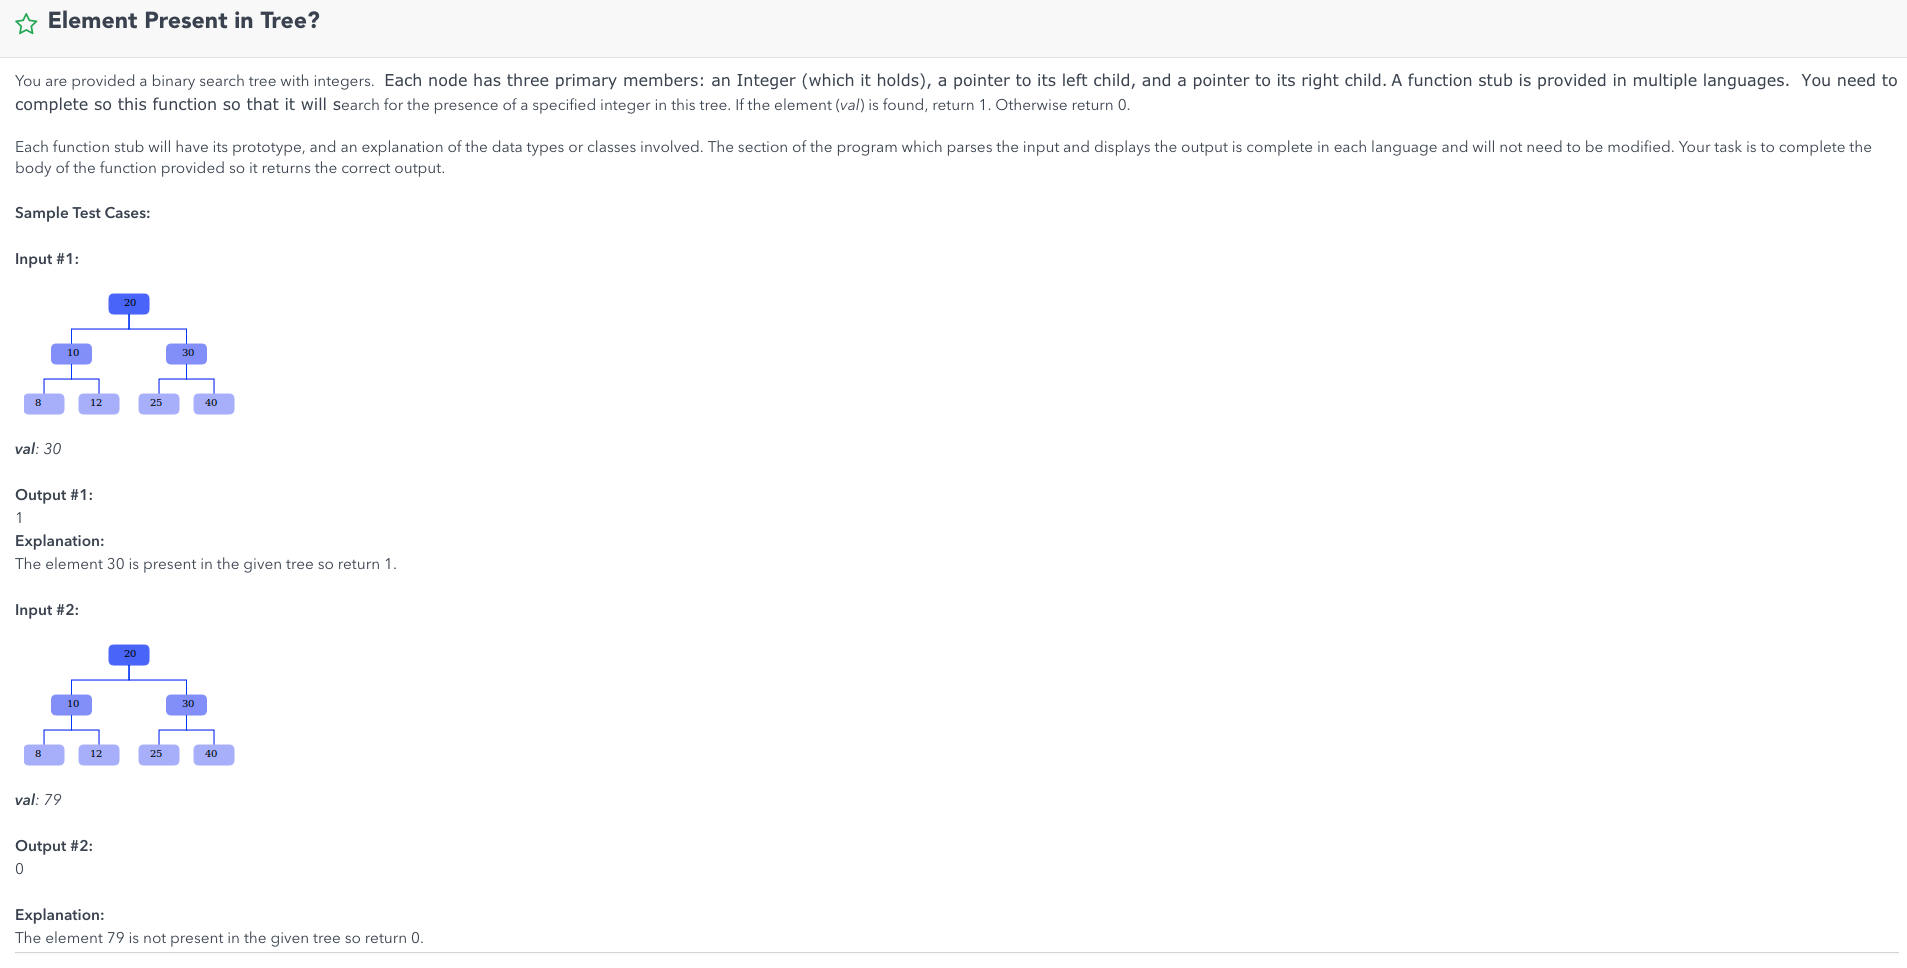 Element Present in Tree?
You are provided a binary search tree with integers.  Each node has three primary members: an Integer (which it holds), a pointer to its left child, and a pointer to its right child. A function stub is provided in multiple languages.  You need to
complete so this function so that it will search for the presence of a specified integer in this tree. If the element (val) is found, return 1. Otherwise return 0.
Each function stub will have its prototype, and an explanation of the data types or classes involved. The section of the program which parses the input and displays the output is complete in each language and will not need to be modified. Your task is to complete the
body of the function provided so it returns the correct output.
Sample Test Cases:
Input #1:
20
10 30
8 12 25 40
val: 30
Output #1:
1
Explanation:
The element 30 is present in the given tree so return 1.
Input #2:
20
10 30
8 12 25 40
val: 79
Output #2:
0
Explanation:
The element 79 is not present in the given tree so return 0.